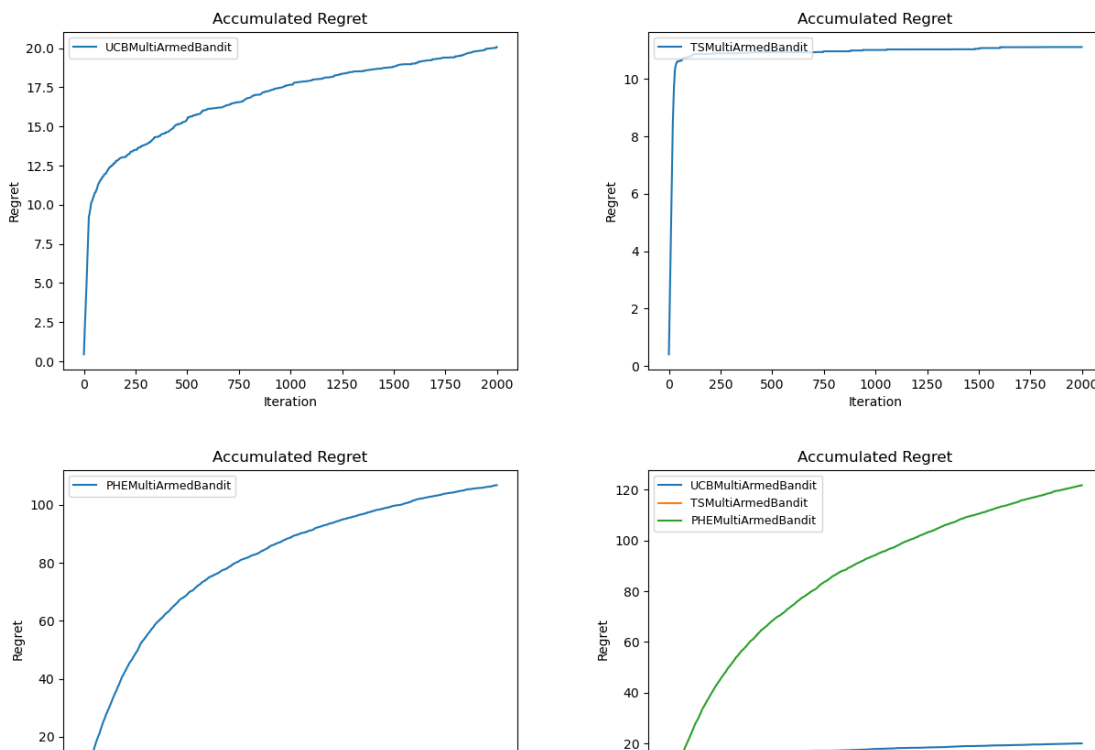 Accumulated Regret
UCBMultiArmedBandit
20.0
17.5
15.0
12.5
10.0
7.5
5.0
2.5
0.0
Regret
0 250 500 750 1000 1250 1500 1750 2000
Iteration
Accumulated Regret
TSMultiArmedBandit
10
8
6
4
2
0
Regret
0 250 500 750 1000 1250 1500 1750 2000
Iteration
Accumulated Regret
PHEMultiArmedBandit
100
80
60
40
20
Regret
Accumulated Regret
UCBMultiArmedBandit
TSMultiArmedBandit
PHEMultiArmedBandit
120
100
80
60
40
20
Regret